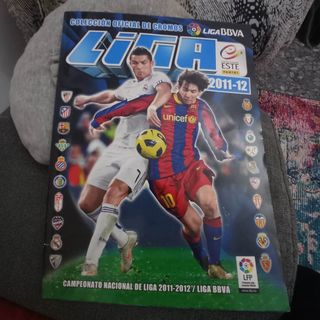 COLECCIÓN OFICIAL DE CROMOS LIGA BBVA
LIGA
ESTE
PANINI
2011-12
unicef
7
10
LFP
CAMPEONATO NACIONAL DE LIGA 2011-2012 / LIGA BBVA